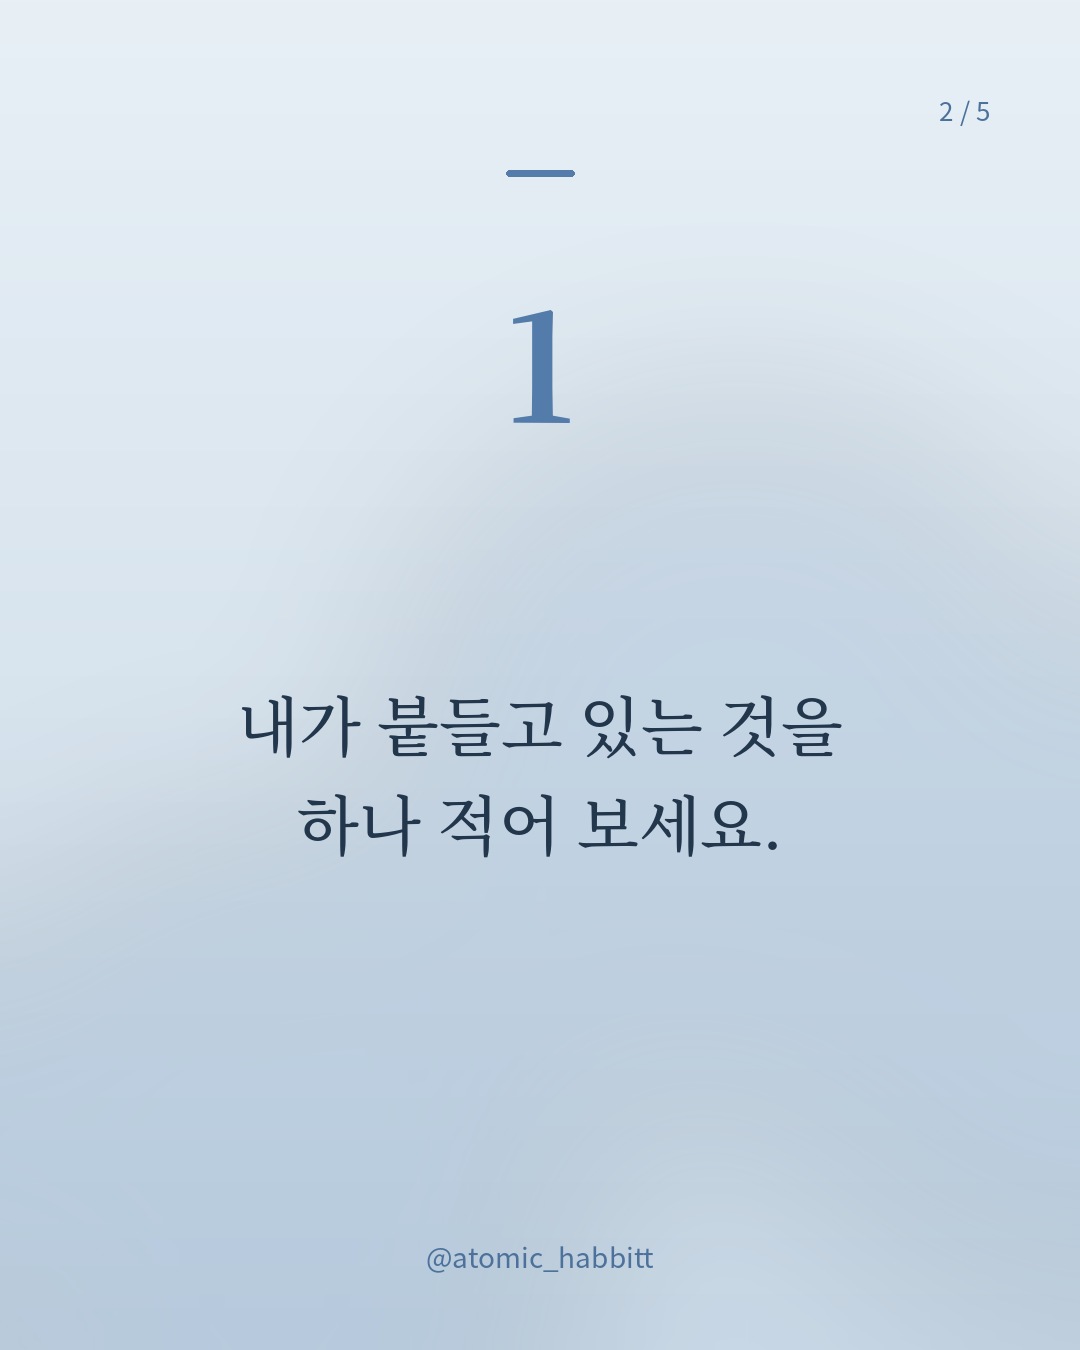 2 / 5
1
내가 붙들고 있는 것을
하나 적어 보세요.
@atomic_habbitt